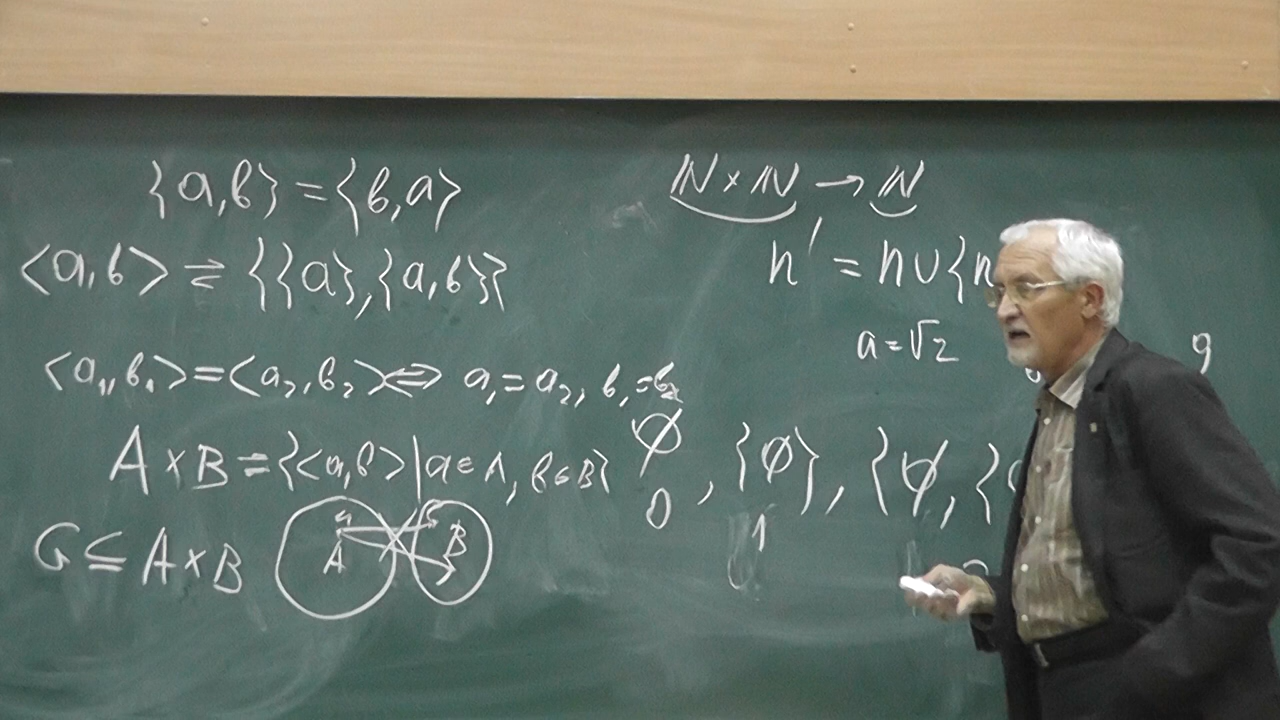 {a,b} = {b,a}
<a,b> ⇌ {{a},{a,b}}
<a₁,b₁>=<a₂,b₂> ⇔ a₁=a₂, b₁=b₂
A×B = {<a,b>|a∈A, b∈B}
G ⊆ A×B
A B
ℕ×ℕ → ℕ
n' = n∪{n
a=√2
9
∅, {∅}, {∅,{
0 1